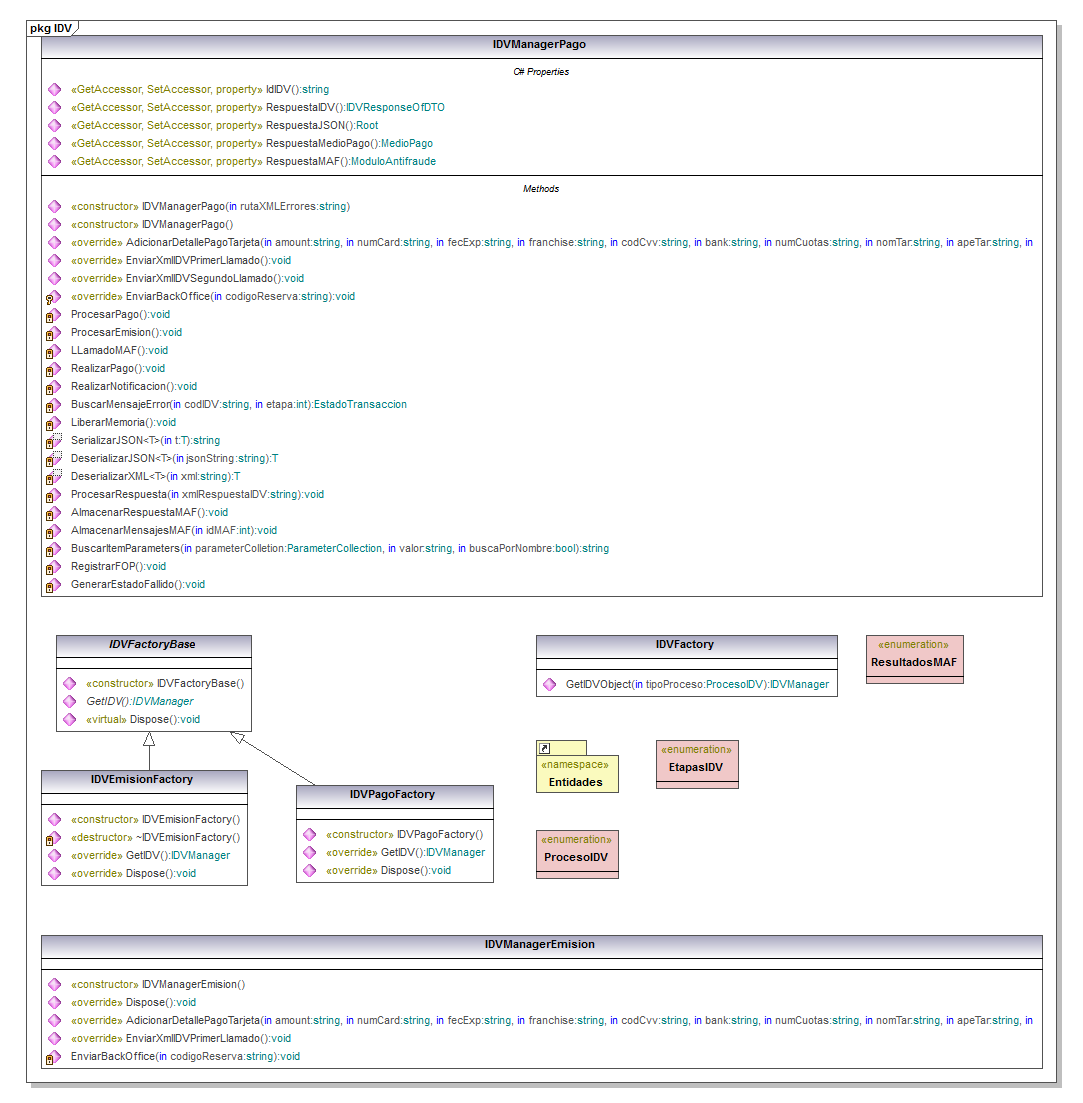 pkg IDV
IDVManagerPago
C# Properties
«GetAccessor, SetAccessor, property» IdIDV():string
«GetAccessor, SetAccessor, property» RespuestaIDV():IDVResponseOfDTO
«GetAccessor, SetAccessor, property» RespuestaJSON():Root
«GetAccessor, SetAccessor, property» RespuestaMedioPago():MedioPago
«GetAccessor, SetAccessor, property» RespuestaMAF():ModuloAntifraude
Methods
«constructor» IDVManagerPago(in rutaXMLErrores:string)
«constructor» IDVManagerPago()
«override» AdicionarDetallePagoTarjeta(in amount:string, in numCard:string, in fecExp:string, in franchise:string, in codCvv:string, in bank:string, in numCuotas:string, in nomTar:string, in apeTar:string, in
«override» EnviarXmlIDVPrimerLlamado():void
«override» EnviarXmlIDVSegundoLlamado():void
«override» EnviarBackOffice(in codigoReserva:string):void
ProcesarPago():void
ProcesarEmision():void
LLamadoMAF():void
RealizarPago():void
RealizarNotificacion():void
BuscarMensajeError(in codIDV:string, in etapa:int):EstadoTransaccion
LiberarMemoria():void
SerializarJSON<T>(in t:T):string
DeserializarJSON<T>(in jsonString:string):T
DeserializarXML<T>(in xml:string):T
ProcesarRespuesta(in xmlRespuestaIDV:string):void
AlmacenarRespuestaMAF():void
AlmacenarMensajesMAF(in idMAF:int):void
BuscarItemParameters(in parameterColletion:ParameterCollection, in valor:string, in buscaPorNombre:bool):string
RegistrarFOP():void
GenerarEstadoFallido():void
IDVFactoryBase
«constructor» IDVFactoryBase()
GetIDV():IDVManager
«virtual» Dispose():void
IDVFactory
GetIDVObject(in tipoProceso:ProcesoIDV):IDVManager
«enumeration»
ResultadosMAF
«namespace»
Entidades
«enumeration»
EtapasIDV
IDVEmisionFactory
«constructor» IDVEmisionFactory()
«destructor» ~IDVEmisionFactory()
«override» GetIDV():IDVManager
«override» Dispose():void
IDVPagoFactory
«constructor» IDVPagoFactory()
«override» GetIDV():IDVManager
«override» Dispose():void
«enumeration»
ProcesoIDV
IDVManagerEmision
«constructor» IDVManagerEmision()
«override» Dispose():void
«override» AdicionarDetallePagoTarjeta(in amount:string, in numCard:string, in fecExp:string, in franchise:string, in codCvv:string, in bank:string, in numCuotas:string, in nomTar:string, in apeTar:string, in
«override» EnviarXmlIDVPrimerLlamado():void
EnviarBackOffice(in codigoReserva:string):void